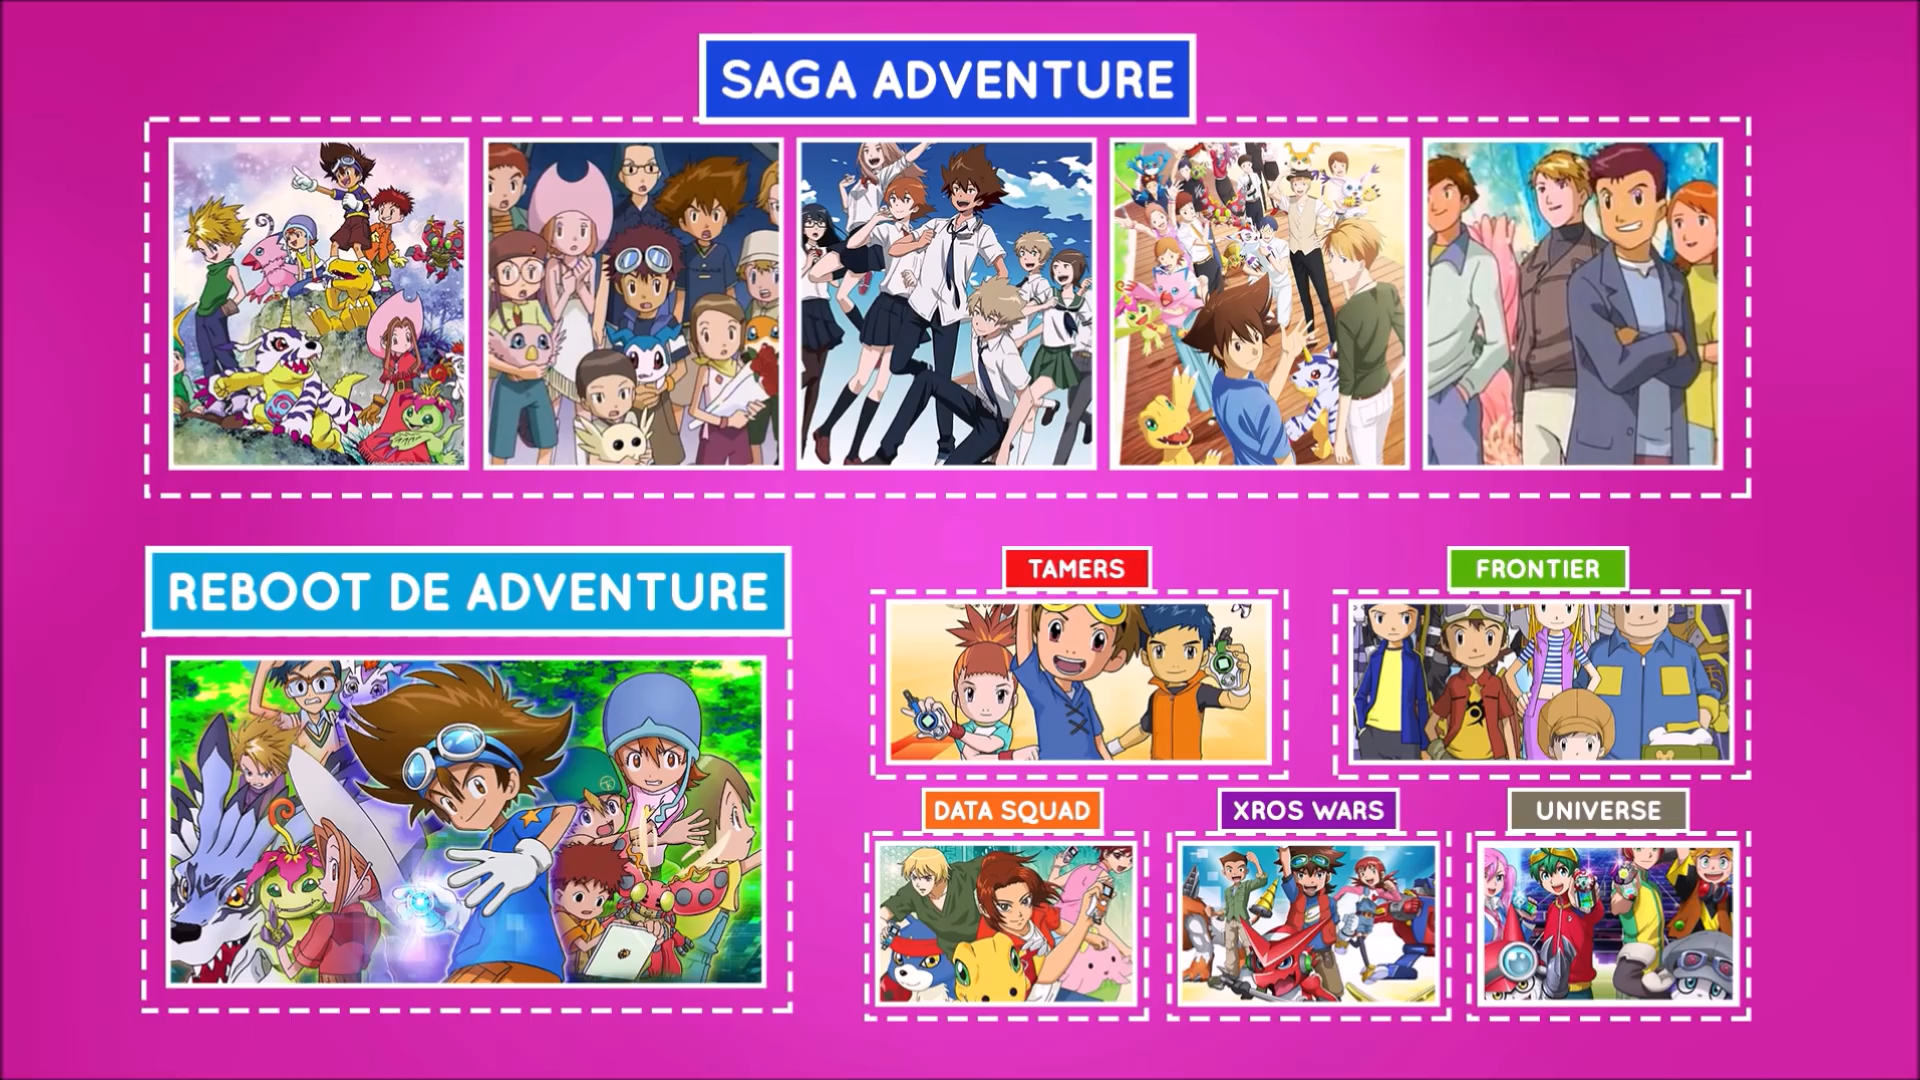 SAGA ADVENTURE
REBOOT DE ADVENTURE
TAMERS
FRONTIER
DATA SQUAD
XROS WARS
UNIVERSE